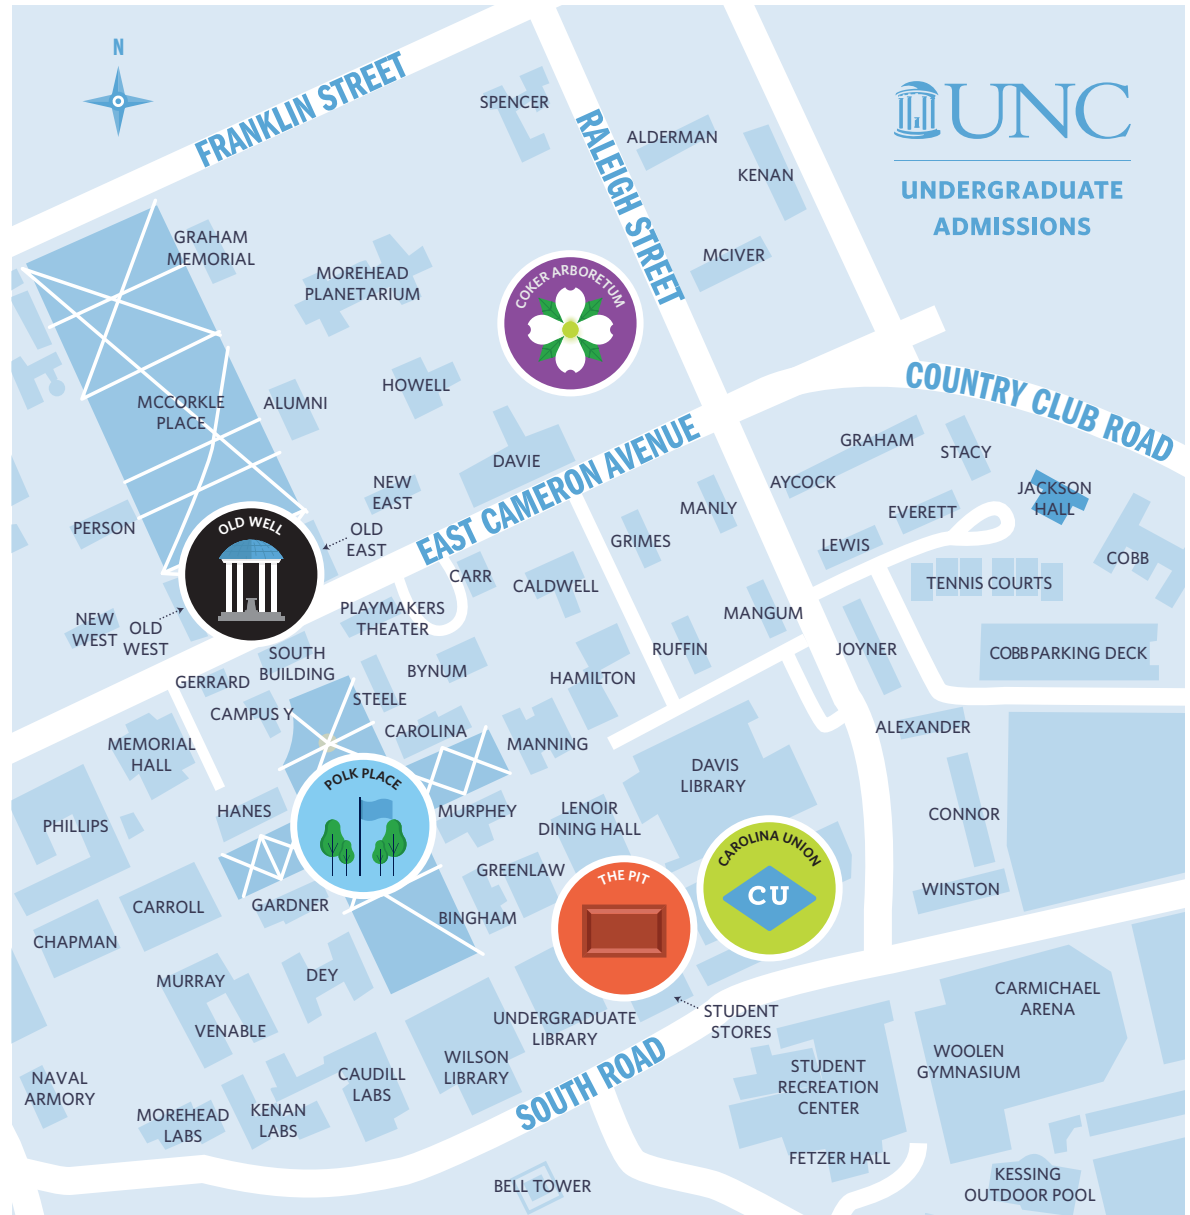 N
FRANKLIN STREET
SPENCER
RALEIGH STREET
ALDERMAN
KENAN
UNC
UNDERGRADUATE
ADMISSIONS
GRAHAM
MEMORIAL
MOREHEAD
PLANETARIUM
MCIVER
COKER ARBORETUM
HOWELL
MCCORKLE
PLACE
ALUMNI
COUNTRY CLUB ROAD
DAVIE
EAST CAMERON AVENUE
GRAHAM
STACY
AYCOCK
JACKSON
HALL
NEW
EAST
MANLY
EVERETT
PERSON
OLD WELL
OLD
EAST
GRIMES
LEWIS
COBB
CARR
CALDWELL
TENNIS COURTS
PLAYMAKERS
THEATER
MANGUM
NEW
WEST
OLD
WEST
SOUTH
BUILDING
RUFFIN
JOYNER
COBB PARKING DECK
GERRARD
BYNUM
HAMILTON
STEELE
CAMPUS Y
CAROLINA
ALEXANDER
MEMORIAL
HALL
MANNING
DAVIS
LIBRARY
POLK PLACE
HANES
MURPHEY
LENOIR
DINING HALL
CONNOR
PHILLIPS
CAROLINA UNION
CU
GREENLAW
THE PIT
WINSTON
CARROLL
GARDNER
BINGHAM
CHAPMAN
MURRAY
DEY
CARMICHAEL
ARENA
VENABLE
UNDERGRADUATE
LIBRARY
STUDENT
STORES
WILSON
LIBRARY
SOUTH ROAD
WOOLEN
GYMNASIUM
STUDENT
RECREATION
CENTER
NAVAL
ARMORY
CAUDILL
LABS
MOREHEAD
LABS
KENAN
LABS
FETZER HALL
BELL TOWER
KESSING
OUTDOOR POOL